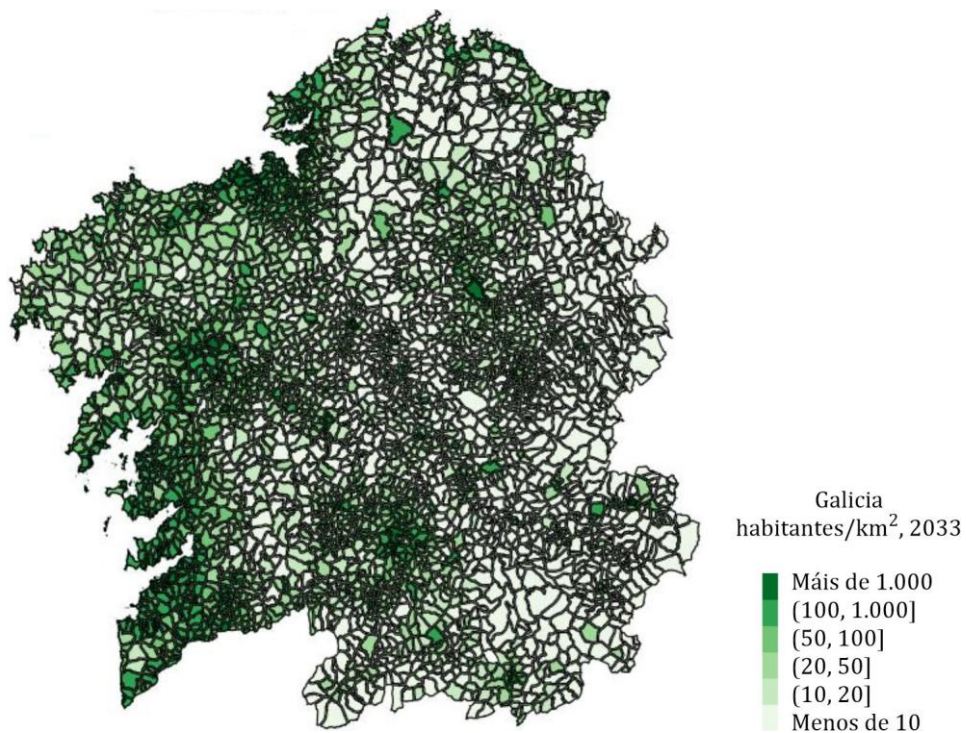 Galicia
habitantes/km², 2033
Máis de 1.000
(100, 1.000]
(50, 100]
(20, 50]
(10, 20]
Menos de 10